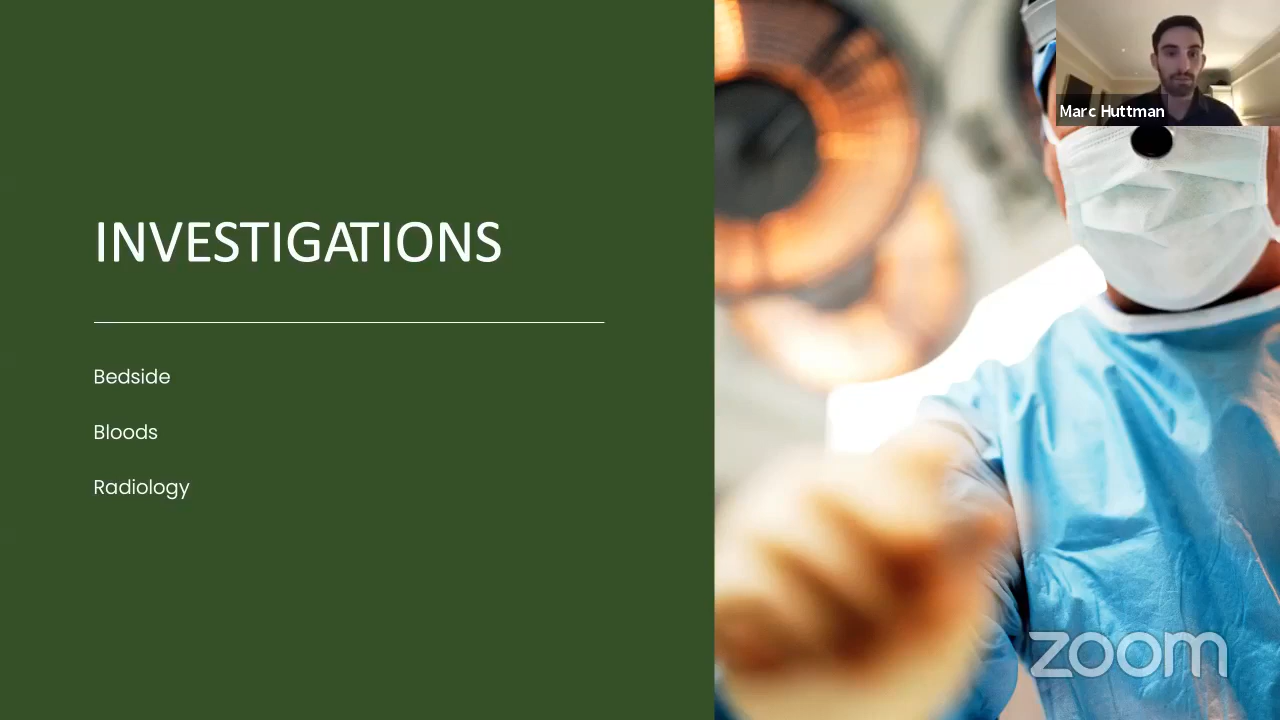 INVESTIGATIONS
Bedside
Bloods
Radiology
Marc Huttman
zoom